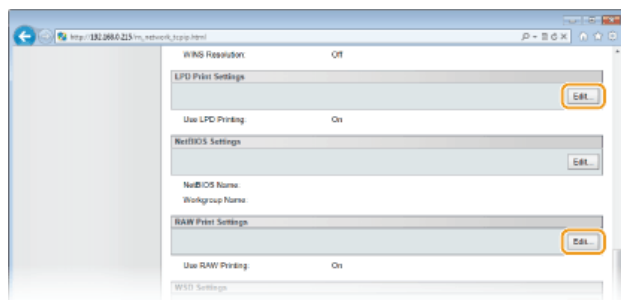 http://192.168.0.215/m_network_tcpip.html
WINS Resolution: Off
LPD Print Settings
Edit...
Use LPD Printing: On
NetBIOS Settings
Edit...
NetBIOS Name:
Workgroup Name:
RAW Print Settings
Edit...
Use RAW Printing: On
WSD Settings